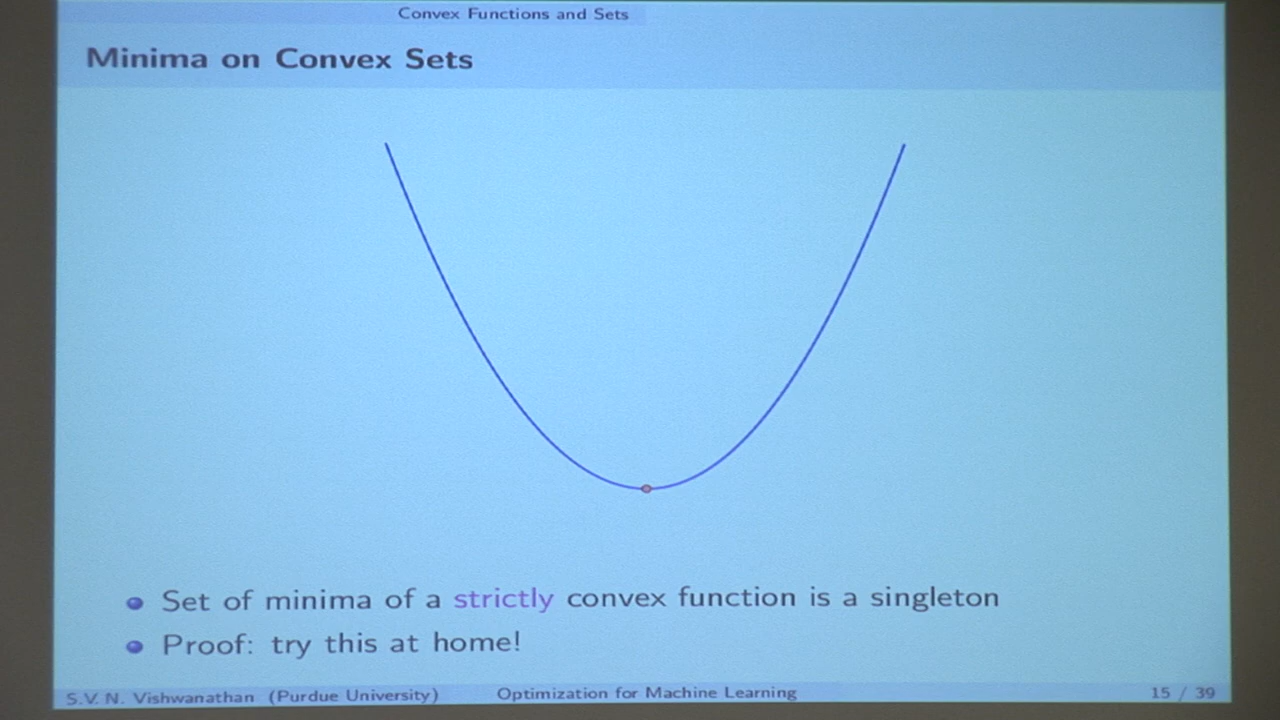 Convex Functions and Sets
Minima on Convex Sets
Set of minima of a strictly convex function is a singleton
Proof: try this at home!
S.V. N. Vishwanathan (Purdue University) Optimization for Machine Learning 15 / 39